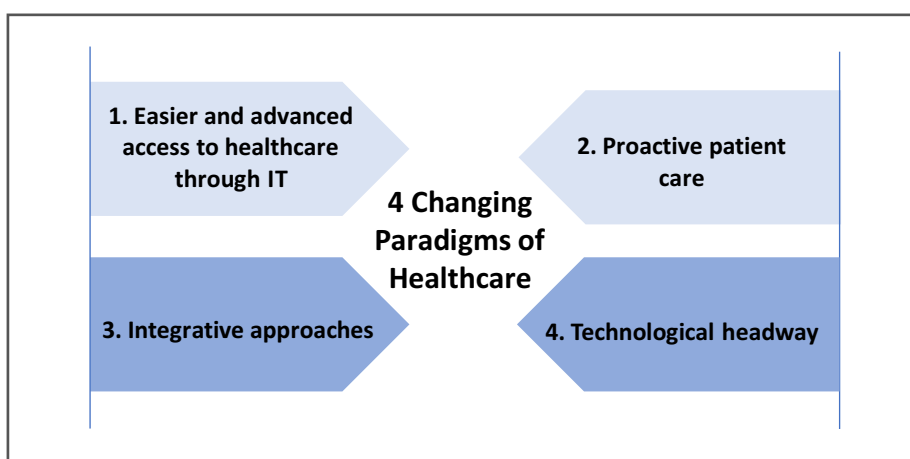 1. Easier and advanced
access to healthcare
through IT
2. Proactive patient
care
4 Changing
Paradigms of
Healthcare
3. Integrative approaches
4. Technological headway